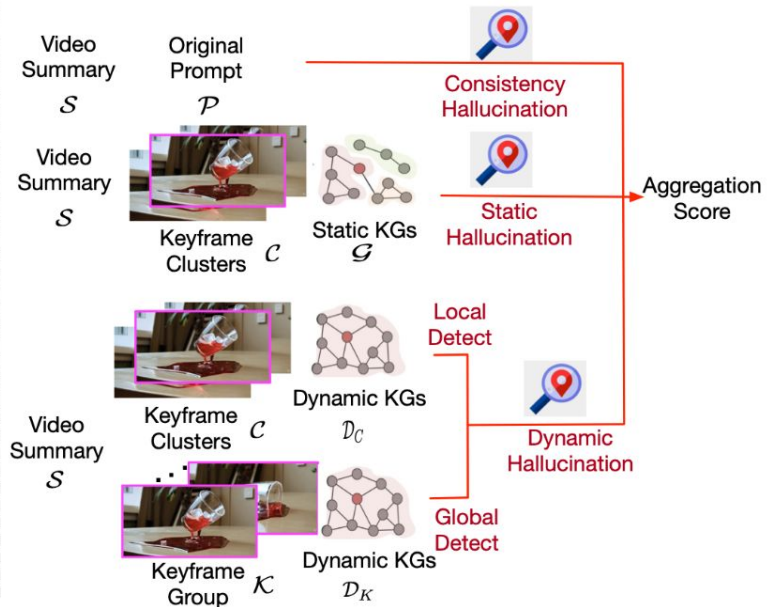 Video
Summary
𝒮
Original
Prompt
𝒫
Consistency
Hallucination
Video
Summary
𝒮
Keyframe
Clusters 𝒞
Static KGs
𝒢
Static
Hallucination
Aggregation
Score
Video
Summary
𝒮
Keyframe
Clusters 𝒞
Dynamic KGs
𝒟_C
Local
Detect
Dynamic
Hallucination
Keyframe
Group 𝒦
Dynamic KGs
𝒟_K
Global
Detect